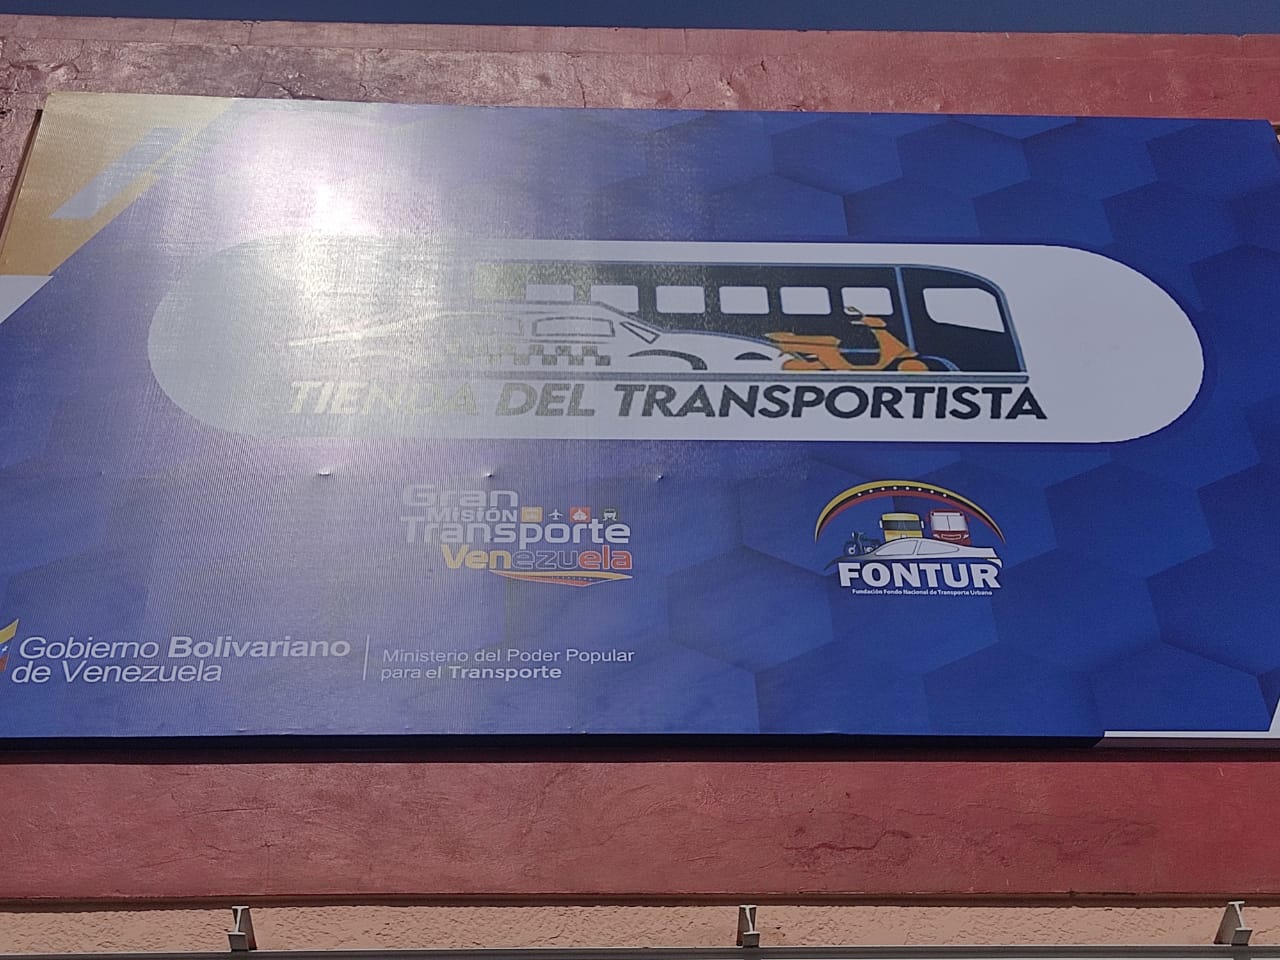 TIENDA DEL TRANSPORTISTA
Gran
Misión
Transporte
Venezuela
FONTUR
Fundación Fondo Nacional de Transporte Urbano
Gobierno Bolivariano
de Venezuela
Ministerio del Poder Popular
para el Transporte